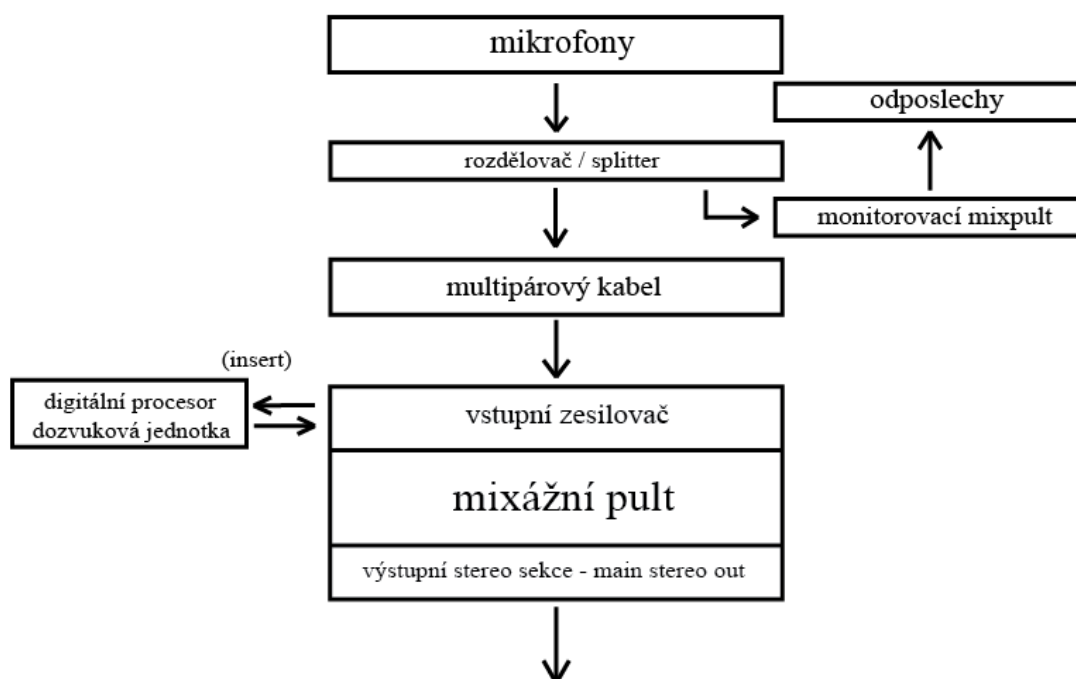 mikrofony
odposlechy
rozdělovač / splitter
monitorovací mixpult
multipárový kabel
(insert)
digitální procesor
dozvuková jednotka
vstupní zesilovač
mixážní pult
výstupní stereo sekce - main stereo out